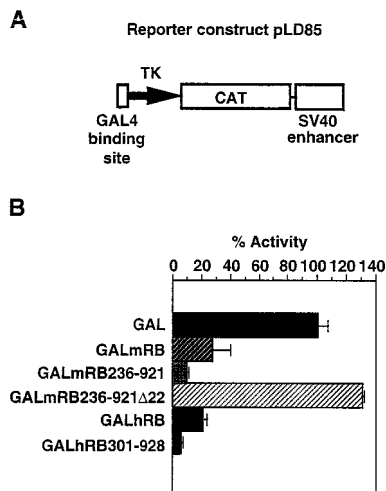 A
Reporter construct pLD85
TK
CAT
GAL4
binding
site
SV40
enhancer
B
% Activity
0 20 40 60 80 100 120 140
GAL
GALmRB
GALmRB236-921
GALmRB236-921Δ22
GALhRB
GALhRB301-928